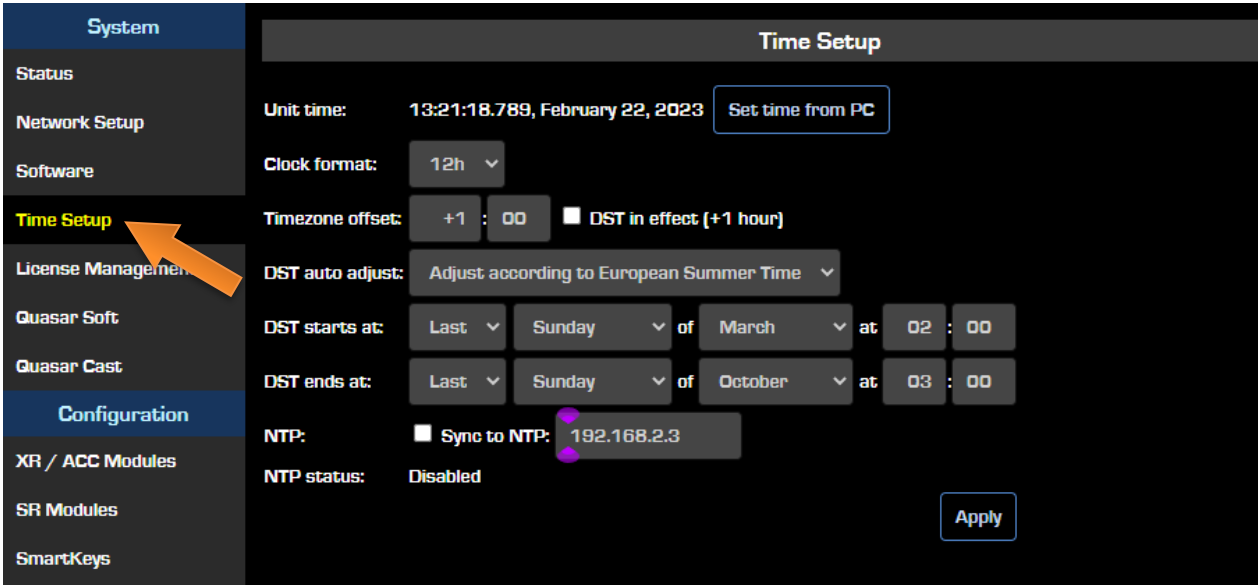 System
Status
Network Setup
Software
Time Setup
License Managemen
Quasar Soft
Quasar Cast
Configuration
XR / ACC Modules
SR Modules
SmartKeys
Time Setup
Unit time: 13:21:18.789, February 22, 2023 Set time from PC
Clock format: 12h
Timezone offset: +1 : 00 DST in effect (+1 hour)
DST auto adjust: Adjust according to European Summer Time
DST starts at: Last Sunday of March at 02 : 00
DST ends at: Last Sunday of October at 03 : 00
NTP: Sync to NTP: 192.168.2.3
NTP status: Disabled
Apply